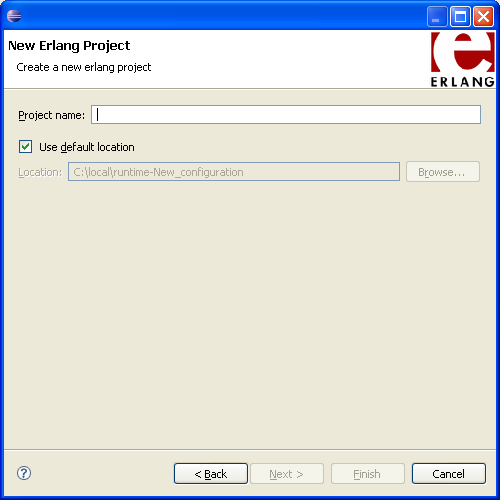 New Erlang Project
Create a new erlang project
ERLANG
Project name:
Use default location
Location: C:\local\runtime-New_configuration Browse...
? < Back Next > Finish Cancel